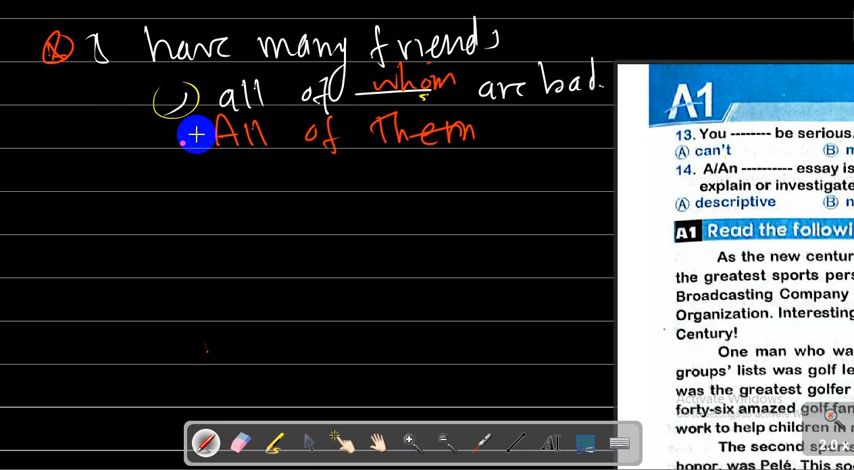 I have many friends,
all of whom are bad.
All of Them
A1
13. You -------- be serious.
A can't B m
14. A/An ---------- essay is
explain or investigate
A descriptive B n
A1 Read the followi
As the new centur
the greatest sports pers
Broadcasting Company
Organization. Interesting
Century!
One man who wa
groups' lists was golf le
was the greatest golfer
Activate Windows
forty-six amazed golf fan
work to help children in
The second sports
honor, was Pelé. This so
AI
2.0 x